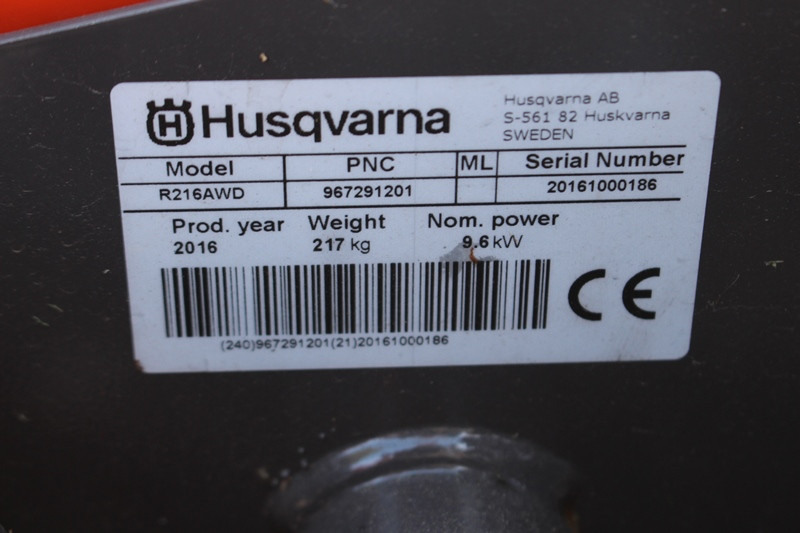 H Husqvarna
Husqvarna AB
S-561 82 Huskvarna
SWEDEN
Model PNC ML Serial Number
R216AWD 967291201 20161000186
Prod. year Weight Nom. power
2016 217 kg 9.6 kW
CE
(240)967291201(21)20161000186